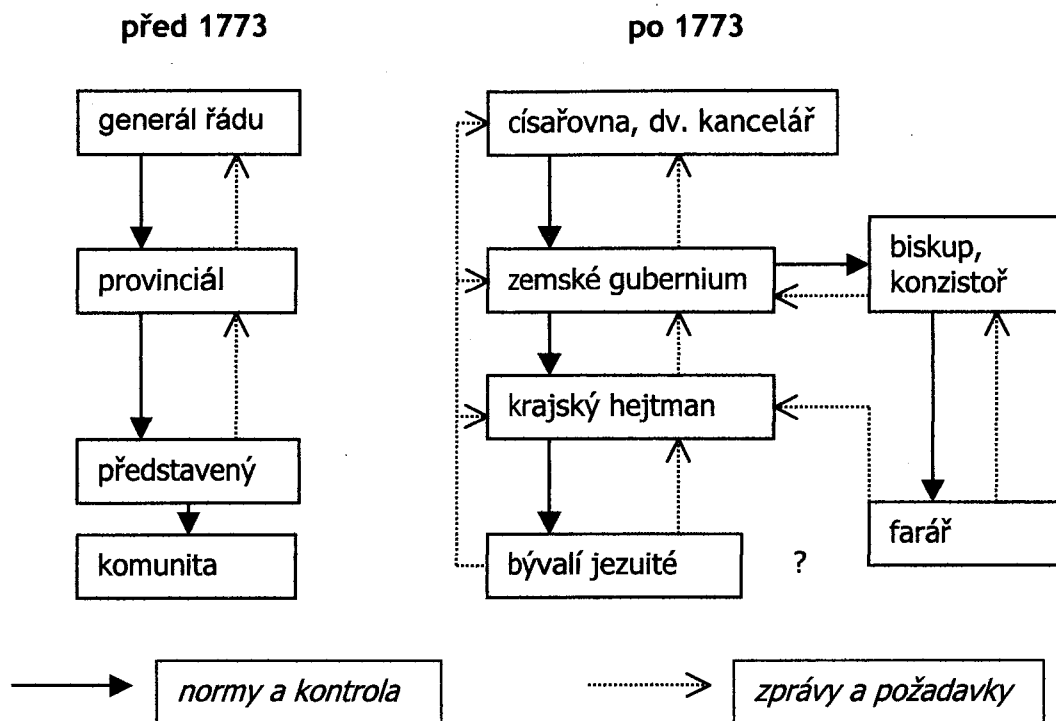 před 1773
po 1773
generál řádu
provinciál
představený
komunita
císařovna, dv. kancelář
zemské gubernium
krajský hejtman
bývalí jezuité
?
biskup,
konzistoř
farář
normy a kontrola
zprávy a požadavky